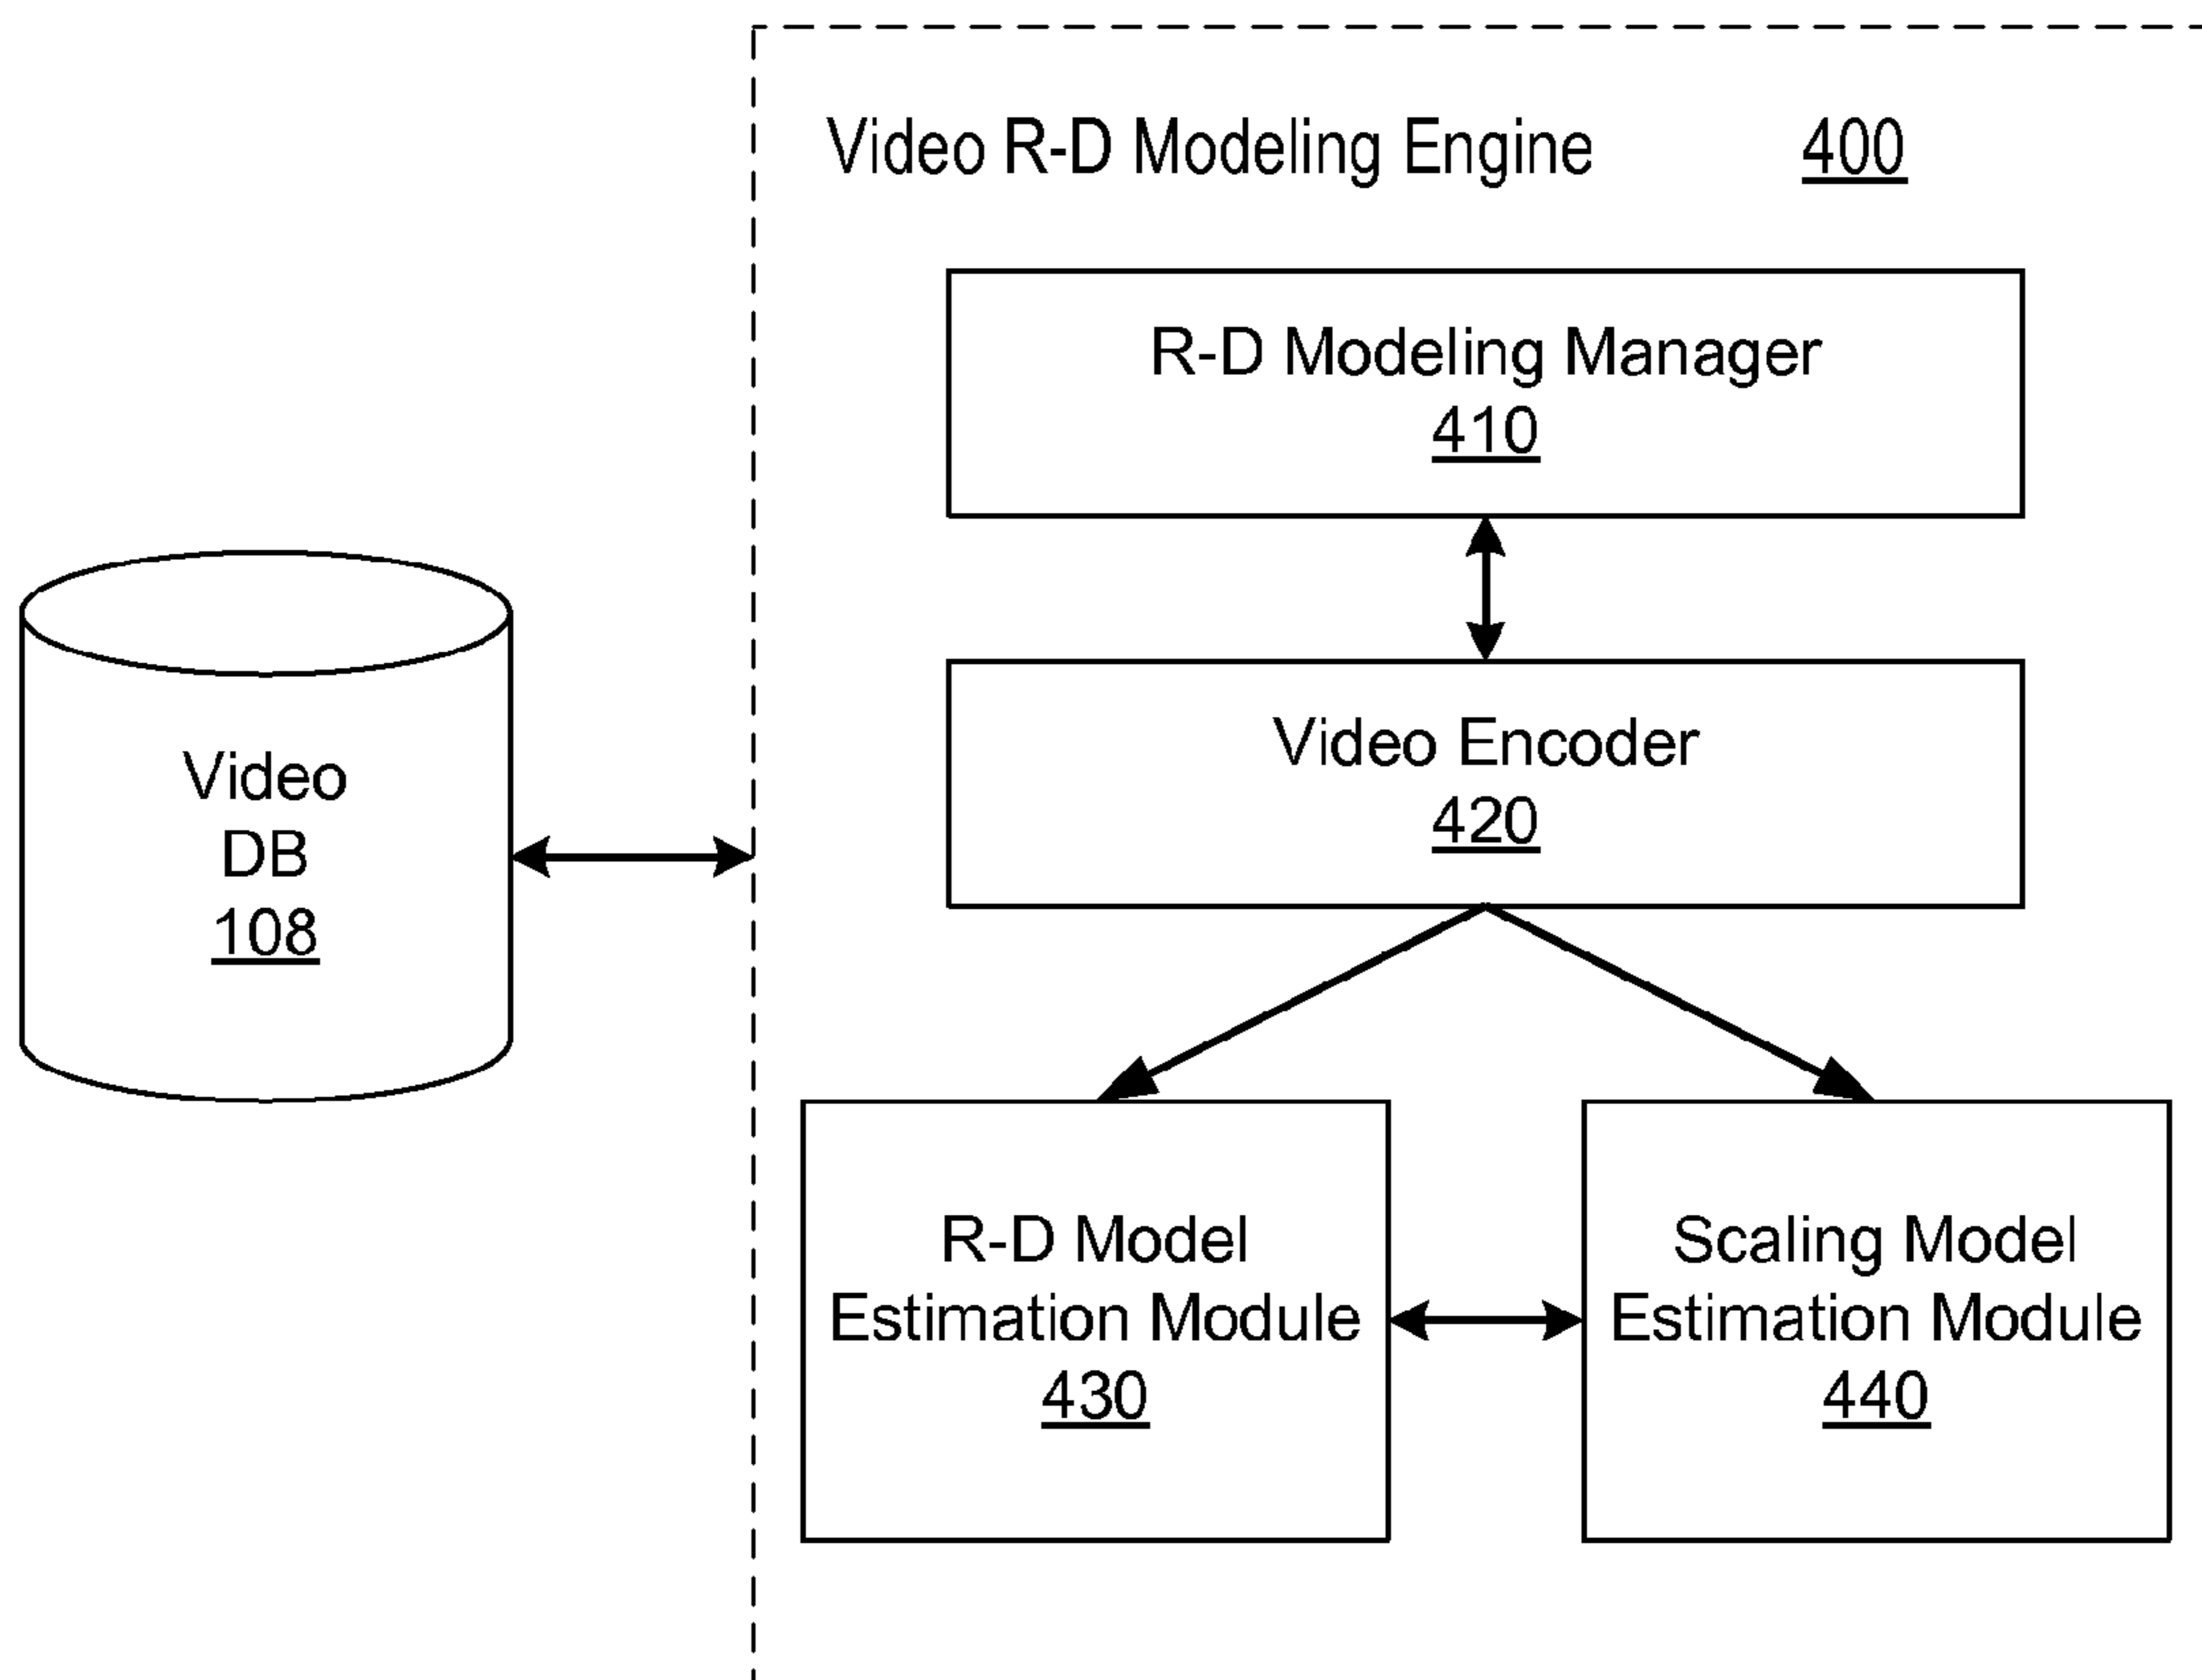 Video R-D Modeling Engine 400
R-D Modeling Manager
410
Video Encoder
420
Video
DB
108
R-D Model
Estimation Module
430
Scaling Model
Estimation Module
440